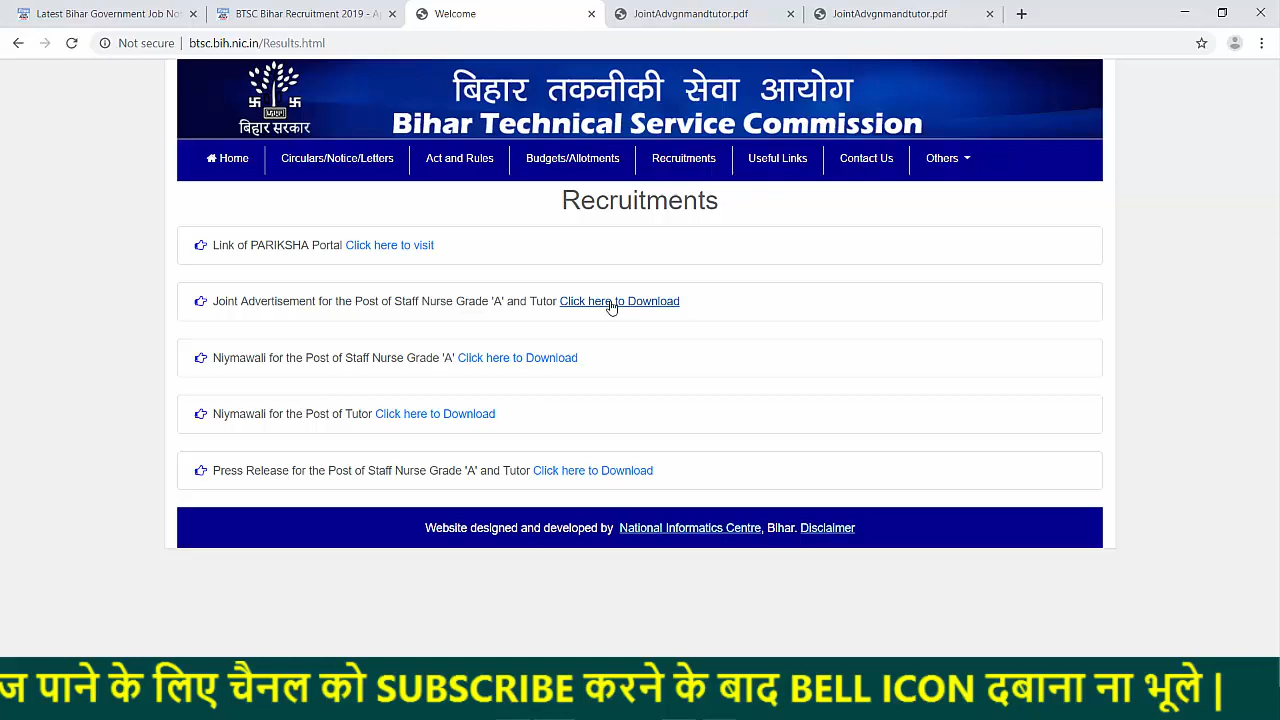 Latest Bihar Government Job No
BTSC Bihar Recruitment 2019 - A
Welcome
JointAdvgnmandtutor.pdf
JointAdvgnmandtutor.pdf
Not secure
btsc.bih.nic.in/Results.html
बिहार तकनीकी सेवा आयोग
बिहार सरकार
Bihar Technical Service Commission
Home
Circulars/Notice/Letters
Act and Rules
Budgets/Allotments
Recruitments
Useful Links
Contact Us
Others
Recruitments
Link of PARIKSHA Portal Click here to visit
Joint Advertisement for the Post of Staff Nurse Grade 'A' and Tutor Click here to Download
Niymawali for the Post of Staff Nurse Grade 'A' Click here to Download
Niymawali for the Post of Tutor Click here to Download
Press Release for the Post of Staff Nurse Grade 'A' and Tutor Click here to Download
Website designed and developed by National Informatics Centre, Bihar. Disclaimer
ज पाने के लिए चैनल को SUBSCRIBE करने के बाद BELL ICON दबाना ना भूले |